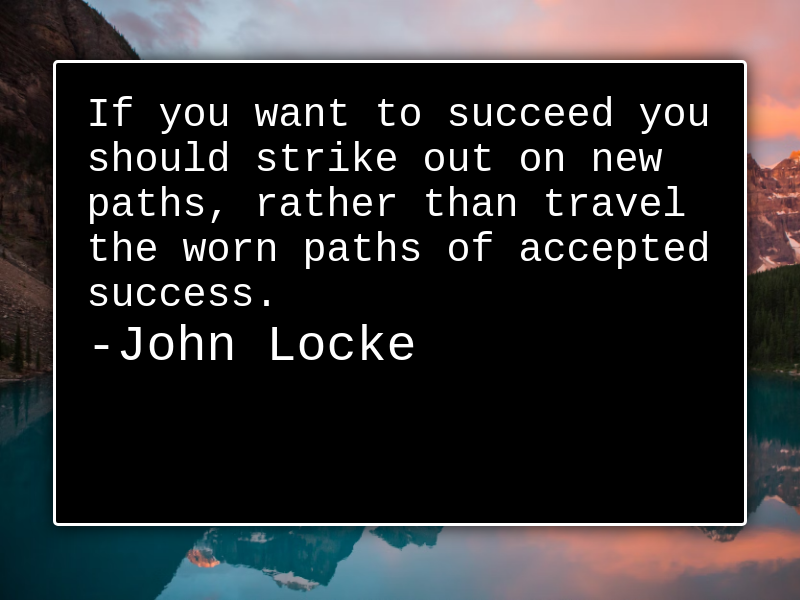 If you want to succeed you
should strike out on new
paths, rather than travel
the worn paths of accepted
success.
-John Locke